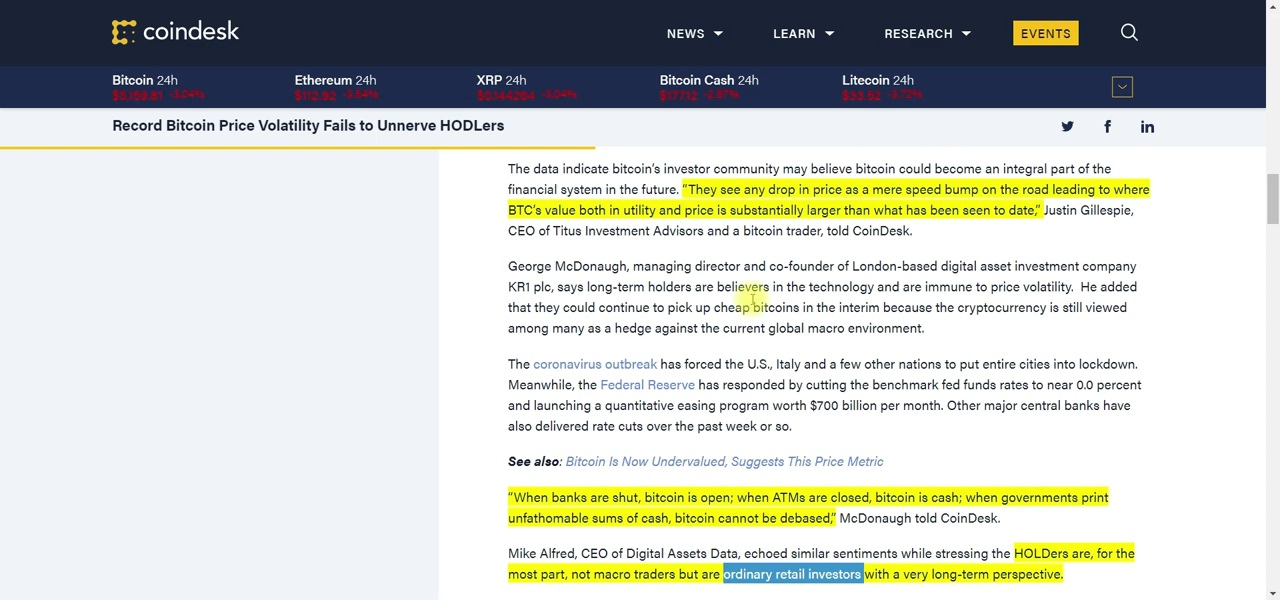 coindesk
NEWS LEARN RESEARCH EVENTS
Bitcoin 24h Ethereum 24h XRP 24h Bitcoin Cash 24h Litecoin 24h
-3.04% $112.92 -3.54% $0.144264 -3.04% $177.12 -2.87% $33.52 -3.72%
Record Bitcoin Price Volatility Fails to Unnerve HODLers
The data indicate bitcoin’s investor community may believe bitcoin could become an integral part of the
financial system in the future. “They see any drop in price as a mere speed bump on the road leading to where
BTC’s value both in utility and price is substantially larger than what has been seen to date,” Justin Gillespie,
CEO of Titus Investment Advisors and a bitcoin trader, told CoinDesk.
George McDonaugh, managing director and co-founder of London-based digital asset investment company
KR1 plc, says long-term holders are believers in the technology and are immune to price volatility. He added
that they could continue to pick up cheap bitcoins in the interim because the cryptocurrency is still viewed
among many as a hedge against the current global macro environment.
The coronavirus outbreak has forced the U.S., Italy and a few other nations to put entire cities into lockdown.
Meanwhile, the Federal Reserve has responded by cutting the benchmark fed funds rates to near 0.0 percent
and launching a quantitative easing program worth $700 billion per month. Other major central banks have
also delivered rate cuts over the past week or so.
See also: Bitcoin Is Now Undervalued, Suggests This Price Metric
“When banks are shut, bitcoin is open; when ATMs are closed, bitcoin is cash; when governments print
unfathomable sums of cash, bitcoin cannot be debased,” McDonaugh told CoinDesk.
Mike Alfred, CEO of Digital Assets Data, echoed similar sentiments while stressing the HOLDers are, for the
most part, not macro traders but are ordinary retail investors with a very long-term perspective.